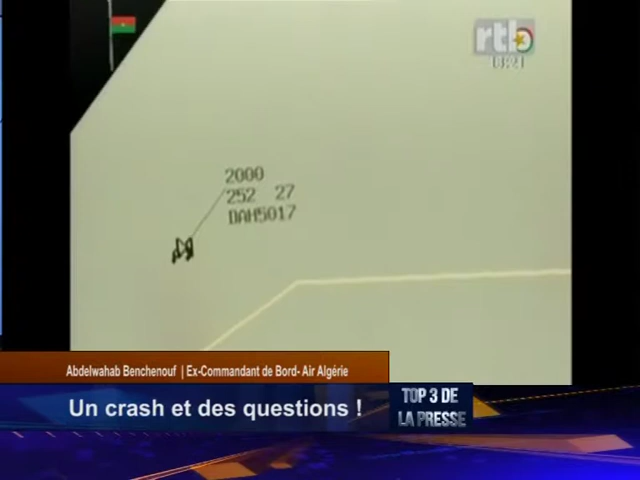 rtb
2000
252 27
DAH5017
Abdelwahab Benchenouf | Ex-Commandant de Bord- Air Algérie
Un crash et des questions !
TOP 3 DE
LA PRESSE